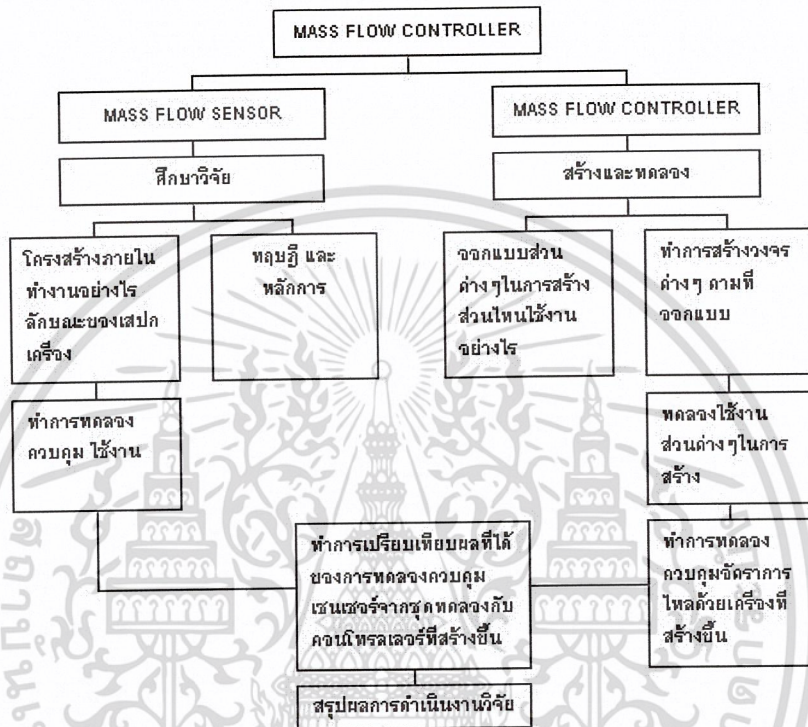 MASS FLOW CONTROLLER
MASS FLOW SENSOR
MASS FLOW CONTROLLER
ศึกษาวิจัย
สร้างและทดลอง
โครงสร้างภายใน
ทำงานอย่างไร
ลักษณะของเสปก
เครื่อง
ทฤษฎี และ
หลักการ
ออกแบบส่วน
ต่างๆในการสร้าง
ส่วนไหนใช้งาน
อย่างไร
ทำการสร้างวงจร
ต่างๆ ตามที่
ออกแบบ
ทำการทดลอง
ควบคุม ใช้งาน
ทดลองใช้งาน
ส่วนต่างๆในการ
สร้าง
ทำการเปรียบเทียบผลที่ได้
ของการทดลองควบคุม
เซนเซอร์จากชุดทดลองกับ
คอนโทรลเลอร์ที่สร้างขึ้น
ทำการทดลอง
ควบคุมอัตราการ
ไหลด้วยเครื่องที่
สร้างขึ้น
สรุปผลการดำเนินงานวิจัย